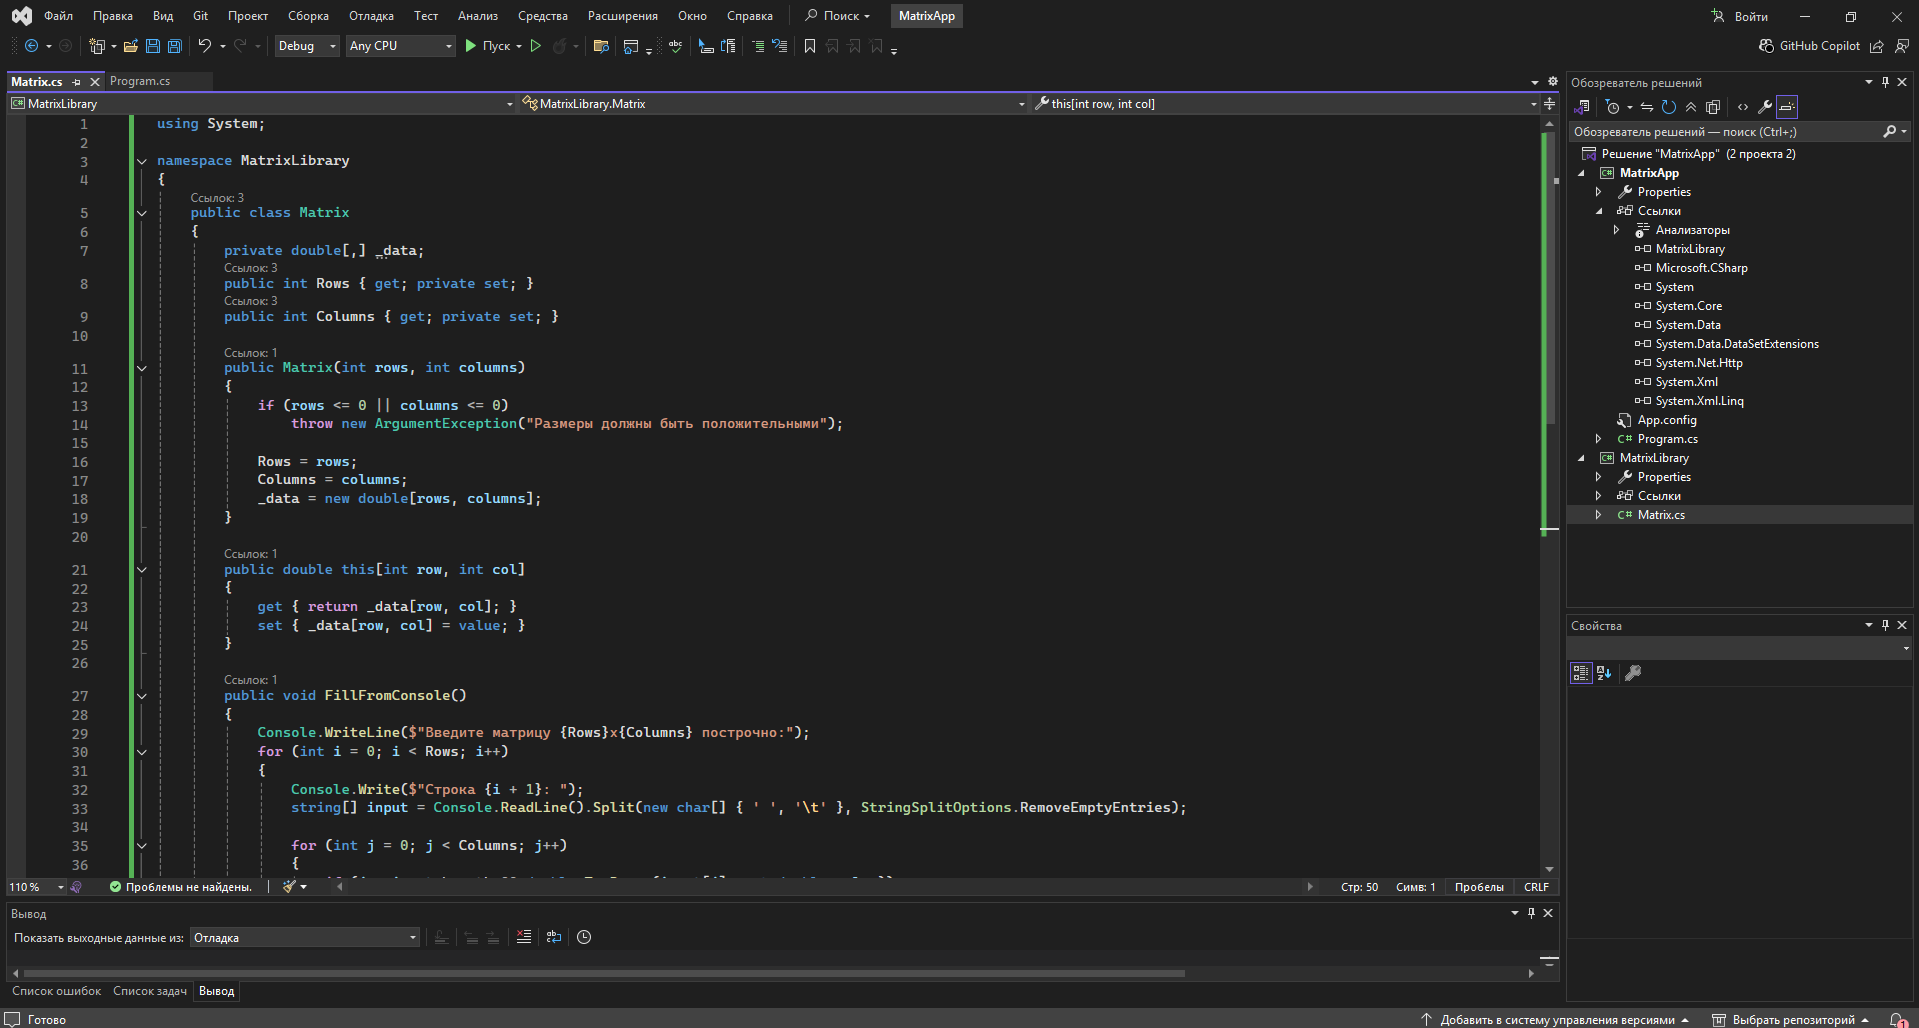 Файл Правка Вид Git Проект Сборка Отладка Тест Анализ Средства Расширения Окно Справка Поиск MatrixApp Войти
Debug Any CPU Пуск GitHub Copilot
Matrix.cs Program.cs
MatrixLibrary MatrixLibrary.Matrix this[int row, int col]
1 using System;
2
3 namespace MatrixLibrary
4 {
Ссылок: 3
5 public class Matrix
6 {
7 private double[,] _data;
Ссылок: 3
8 public int Rows { get; private set; }
Ссылок: 3
9 public int Columns { get; private set; }
10
Ссылок: 1
11 public Matrix(int rows, int columns)
12 {
13 if (rows <= 0 || columns <= 0)
14 throw new ArgumentException("Размеры должны быть положительными");
15
16 Rows = rows;
17 Columns = columns;
18 _data = new double[rows, columns];
19 }
20
Ссылок: 1
21 public double this[int row, int col]
22 {
23 get { return _data[row, col]; }
24 set { _data[row, col] = value; }
25 }
26
Ссылок: 1
27 public void FillFromConsole()
28 {
29 Console.WriteLine($"Введите матрицу {Rows}x{Columns} построчно:");
30 for (int i = 0; i < Rows; i++)
31 {
32 Console.Write($"Строка {i + 1}: ");
33 string[] input = Console.ReadLine().Split(new char[] { ' ', '\t' }, StringSplitOptions.RemoveEmptyEntries);
34
35 for (int j = 0; j < Columns; j++)
36 {
110 % Проблемы не найдены. Стр: 50 Симв: 1 Пробелы CRLF
Вывод
Показать выходные данные из: Отладка
Список ошибок Список задач Вывод
Обозреватель решений
Обозреватель решений — поиск (Ctrl+;)
Решение "MatrixApp" (2 проекта 2)
C# MatrixApp
Properties
Ссылки
Анализаторы
MatrixLibrary
Microsoft.CSharp
System
System.Core
System.Data
System.Data.DataSetExtensions
System.Net.Http
System.Xml
System.Xml.Linq
App.config
C# Program.cs
C# MatrixLibrary
Properties
Ссылки
C# Matrix.cs
Свойства
Готово Добавить в систему управления версиями Выбрать репозиторий 1